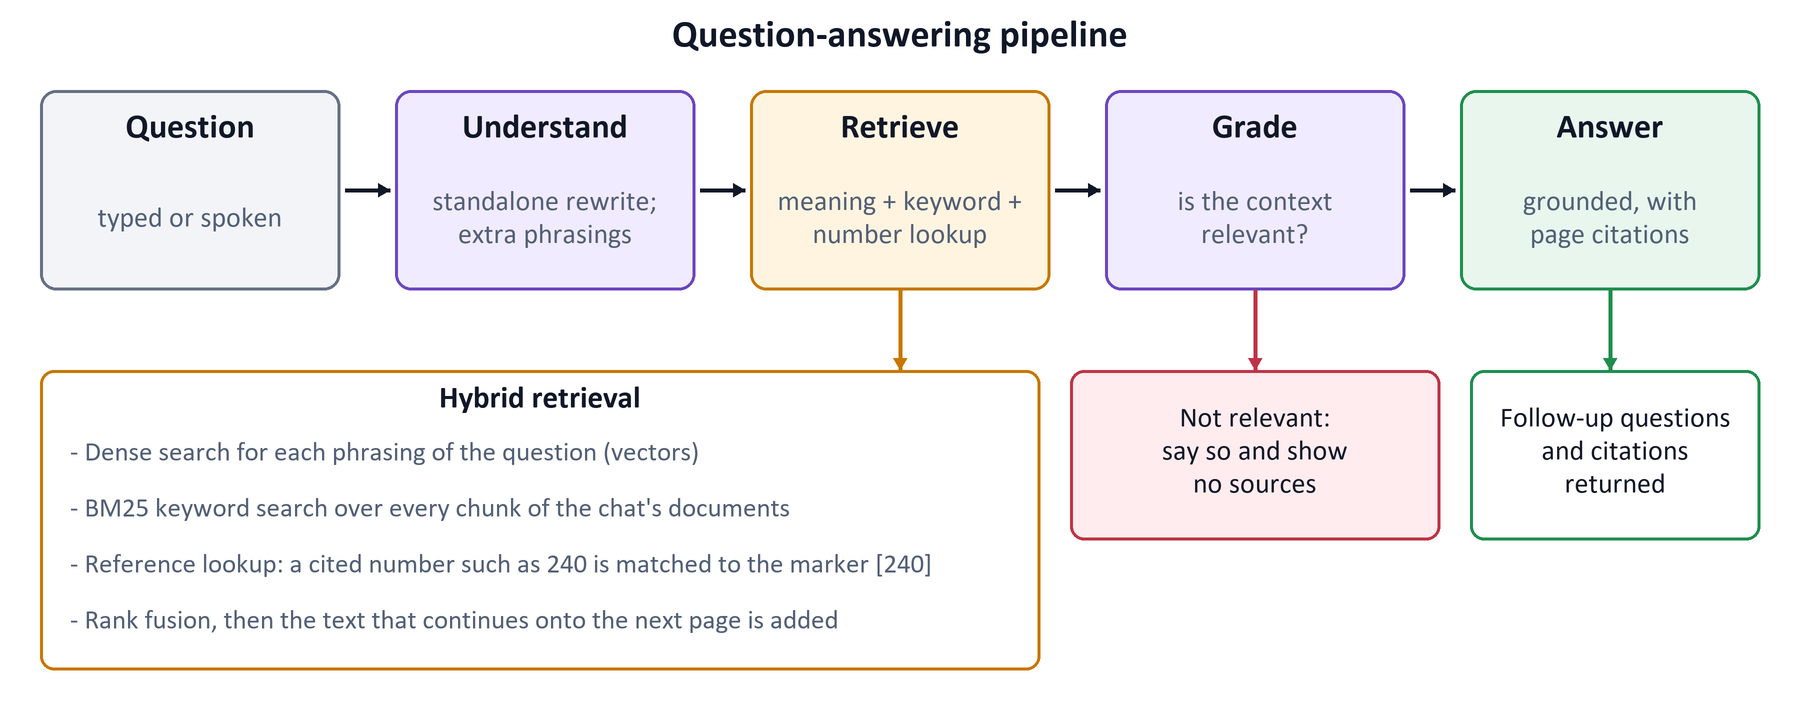 Question-answering pipeline
Question
typed or spoken
Understand
standalone rewrite;
extra phrasings
Retrieve
meaning + keyword +
number lookup
Grade
is the context
relevant?
Answer
grounded, with
page citations
Hybrid retrieval
- Dense search for each phrasing of the question (vectors)
- BM25 keyword search over every chunk of the chat's documents
- Reference lookup: a cited number such as 240 is matched to the marker [240]
- Rank fusion, then the text that continues onto the next page is added
Not relevant:
say so and show
no sources
Follow-up questions
and citations
returned